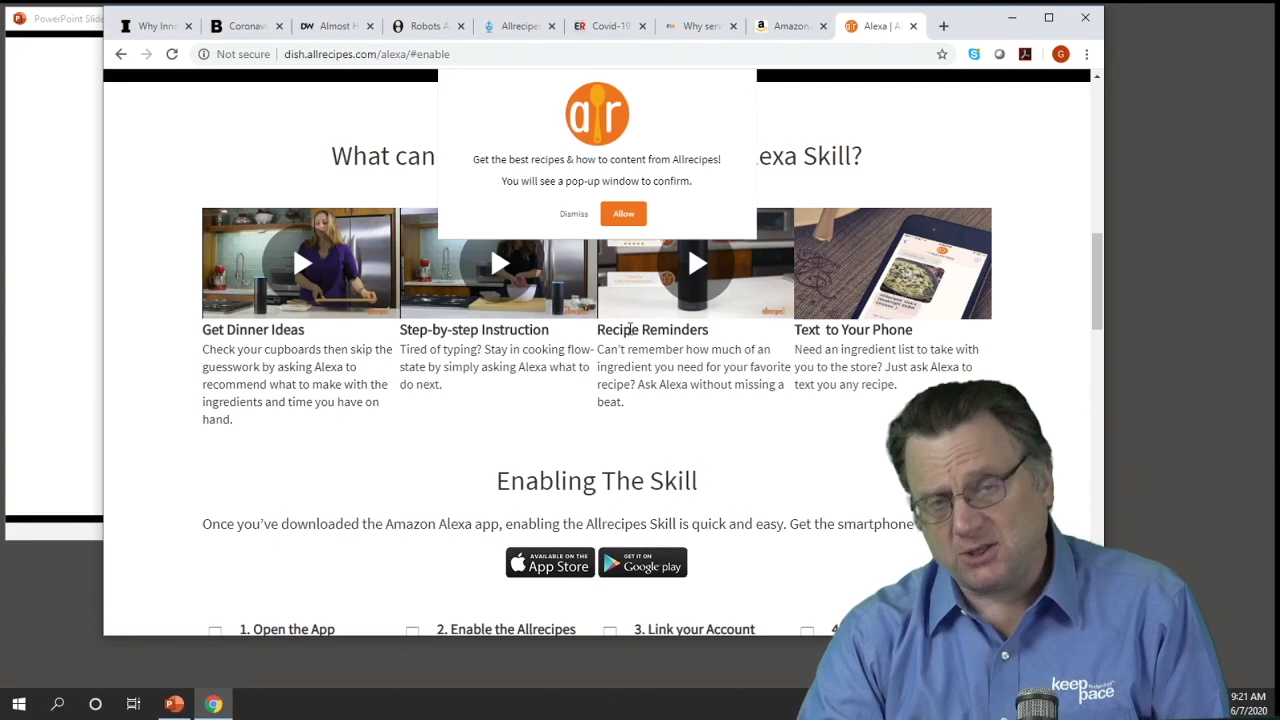 PowerPoint Slide
Why Inno
Coronavi
Almost H
Robots A
Allrecipe
Covid-19
Why serv
Amazon.
Alexa | A
Not secure
dish.allrecipes.com/alexa/#enable
G
ar
Get the best recipes & how to content from Allrecipes!
You will see a pop-up window to confirm.
Dismiss
Allow
What can
lexa Skill?
Get Dinner Ideas
Check your cupboards then skip the
guesswork by asking Alexa to
recommend what to make with the
ingredients and time you have on
hand.
Step-by-step Instruction
Tired of typing? Stay in cooking flow-
state by simply asking Alexa what to
do next.
Recipe Reminders
Can't remember how much of an
ingredient you need for your favorite
recipe? Ask Alexa without missing a
beat.
Text to Your Phone
Need an ingredient list to take with
you to the store? Just ask Alexa to
text you any recipe.
Enabling The Skill
Once you've downloaded the Amazon Alexa app, enabling the Allrecipes Skill is quick and easy. Get the smartphone
AVAILABLE ON THE
App Store
GET IT ON
Google play
1. Open the App
2. Enable the Allrecipes
3. Link your Account
keep
pace
9:21 AM
6/7/2020